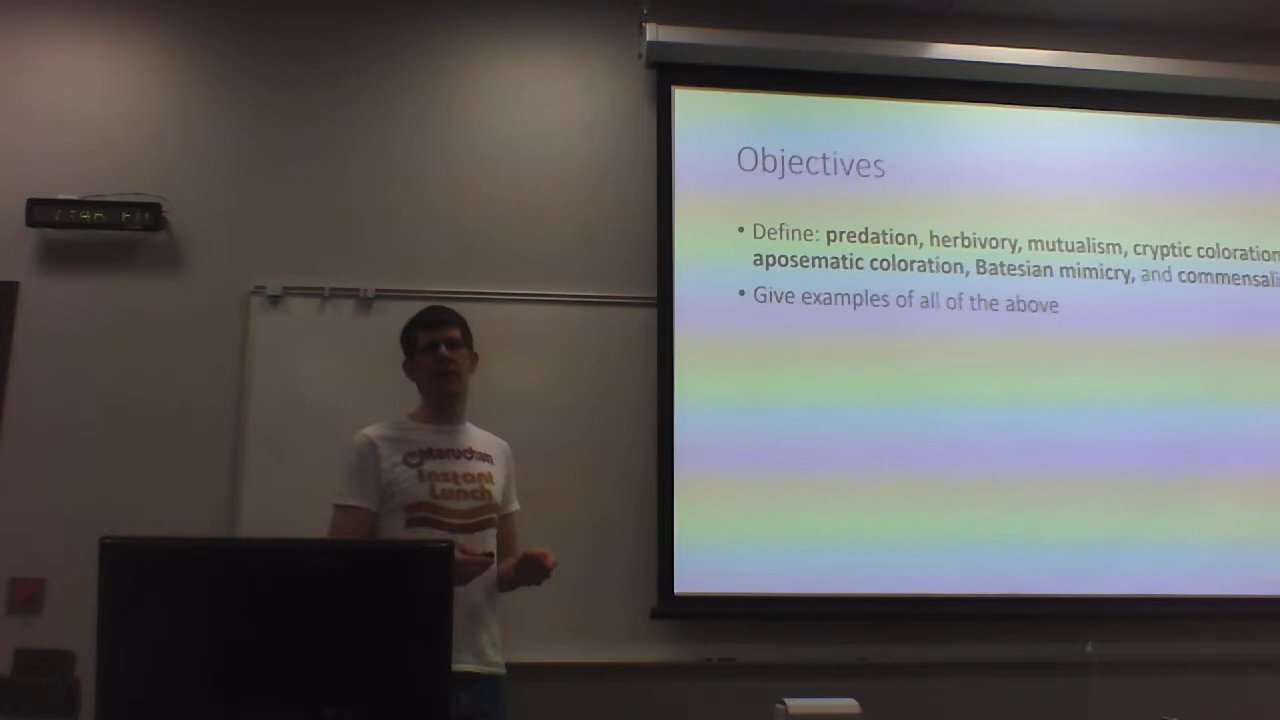 Objectives
• Define: predation, herbivory, mutualism, cryptic coloration
aposematic coloration, Batesian mimicry, and commensali
• Give examples of all of the above
Maruchan
Instant
Lunch